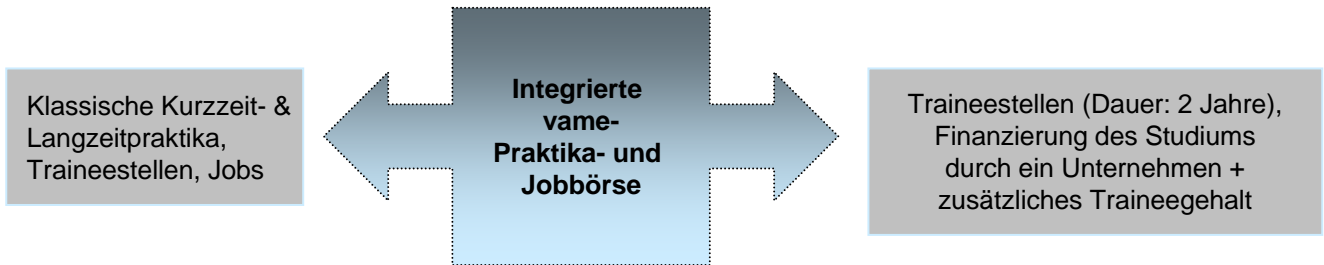 Klassische Kurzzeit- &
Langzeitpraktika,
Traineestellen, Jobs
Integrierte
vame-
Praktika- und
Jobbörse
Traineestellen (Dauer: 2 Jahre),
Finanzierung des Studiums
durch ein Unternehmen +
zusätzliches Traineegehalt